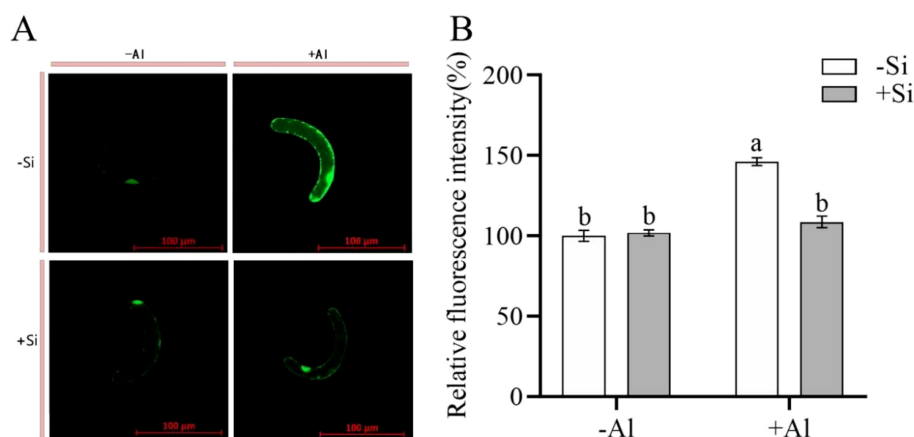 A
−Al
+Al
-Si
100 μm
100 μm
+Si
100 μm
100 μm
B
Relative fluorescence intensity(%)
200
150
100
50
0
-Si
+Si
b
b
a
b
-Al
+Al